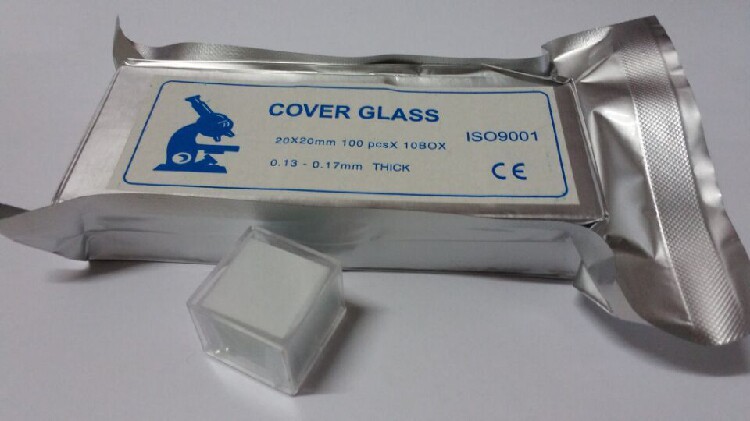 COVER GLASS
20X20mm 100 pcsX 10BOX
ISO9001
0.13 - 0.17mm THICK
CE